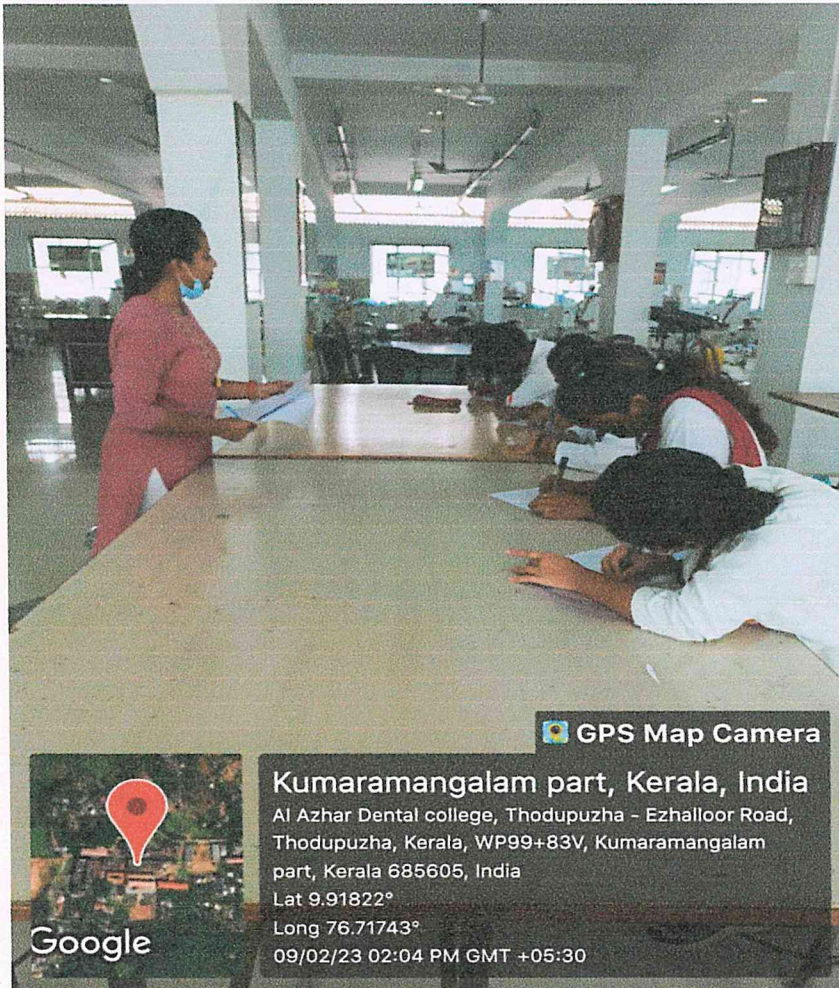 GPS Map Camera
Kumaramangalam part, Kerala, India
Al Azhar Dental college, Thodupuzha - Ezhalloor Road,
Thodupuzha, Kerala, WP99+83V, Kumaramangalam
part, Kerala 685605, India
Lat 9.91822°
Long 76.71743°
09/02/23 02:04 PM GMT +05:30
Google